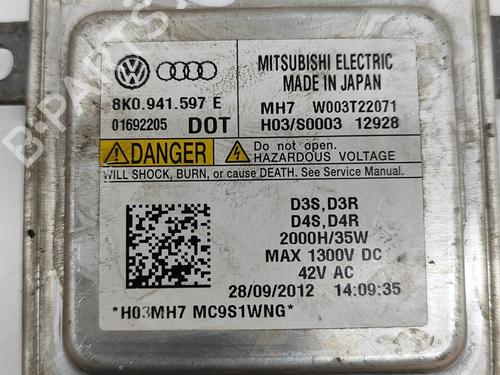 8K0.941.597 E
01692205 DOT
MITSUBISHI ELECTRIC
MADE IN JAPAN
MH7 W003T22071
H03/S0003 12928
DANGER
Do not open.
HAZARDOUS VOLTAGE
WILL SHOCK, BURN, or cause DEATH. See Service Manual.
D3S,D3R
D4S,D4R
2000H/35W
MAX 1300V DC
42V AC
28/09/2012 14:09:35
*H03MH7 MC9S1WNG*